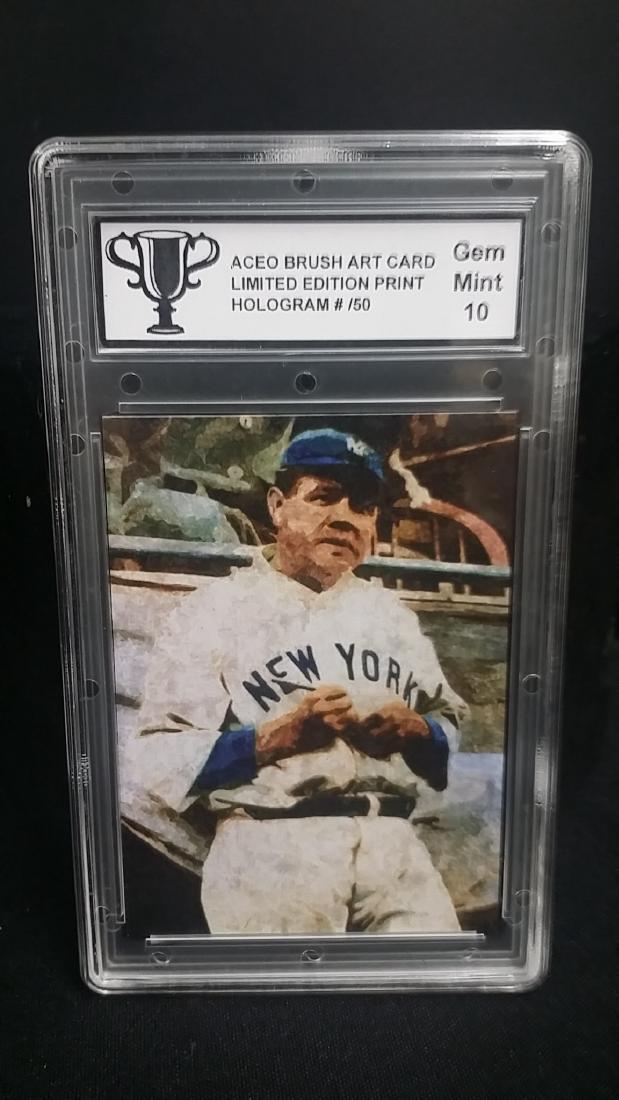 ACEO BRUSH ART CARD
LIMITED EDITION PRINT
HOLOGRAM # /50
Gem
Mint
10
NEW YORK